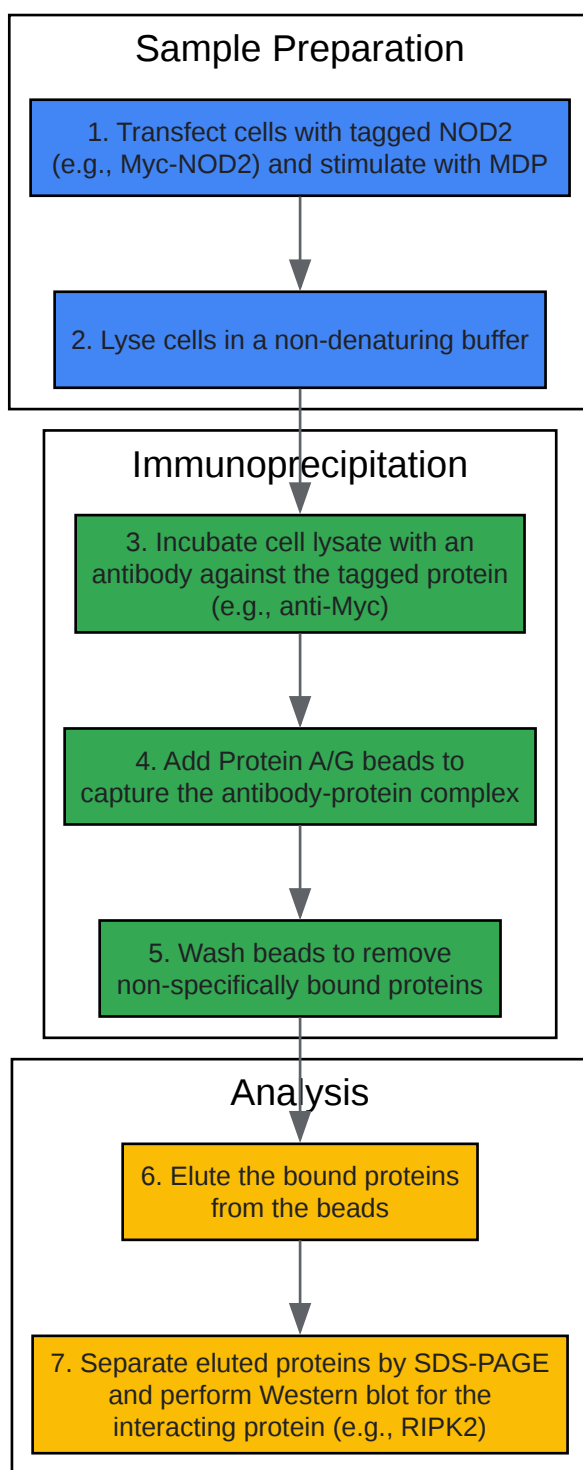 Sample Preparation
1. Transfect cells with tagged NOD2
(e.g., Myc-NOD2) and stimulate with MDP
2. Lyse cells in a non-denaturing buffer
Immunoprecipitation
3. Incubate cell lysate with an
antibody against the tagged protein
(e.g., anti-Myc)
4. Add Protein A/G beads to
capture the antibody-protein complex
5. Wash beads to remove
non-specifically bound proteins
Analysis
6. Elute the bound proteins
from the beads
7. Separate eluted proteins by SDS-PAGE
and perform Western blot for the
interacting protein (e.g., RIPK2)